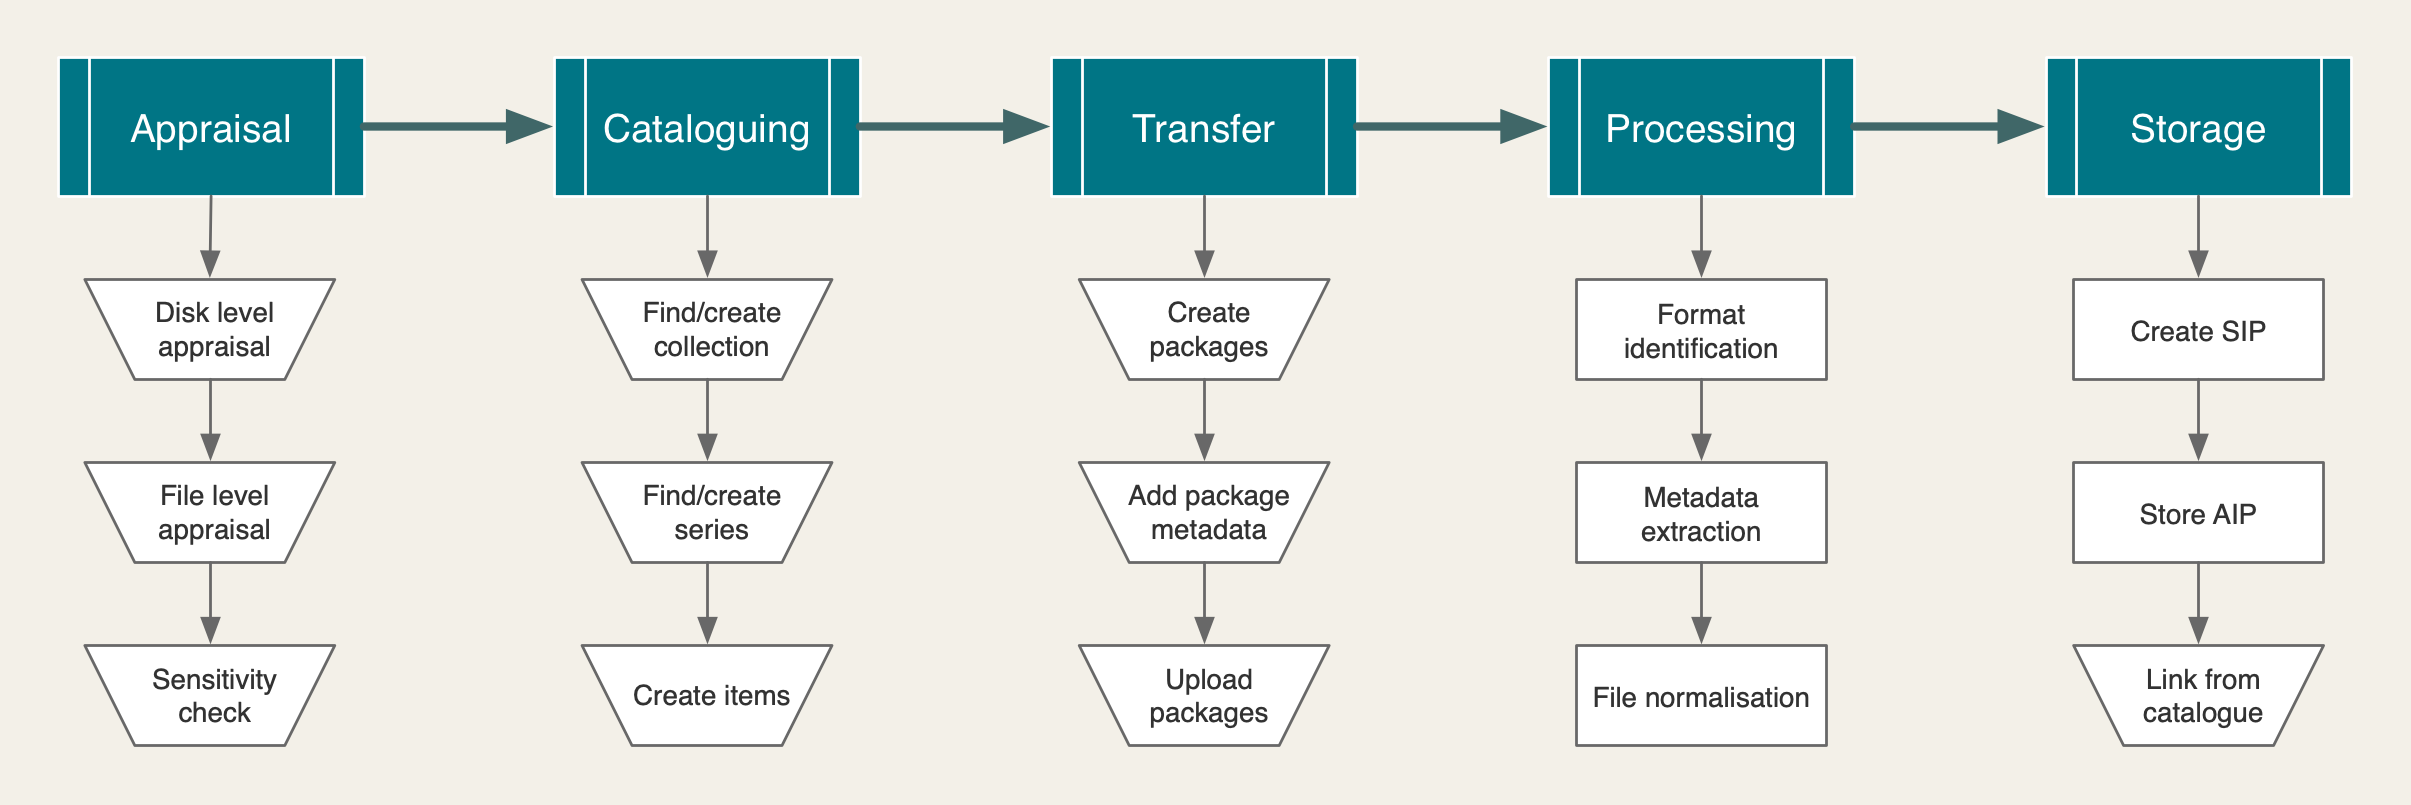 Appraisal
Cataloguing
Transfer
Processing
Storage
Disk level
appraisal
File level
appraisal
Sensitivity
check
Find/create
collection
Find/create
series
Create items
Create
packages
Add package
metadata
Upload
packages
Format
identification
Metadata
extraction
File normalisation
Create SIP
Store AIP
Link from
catalogue